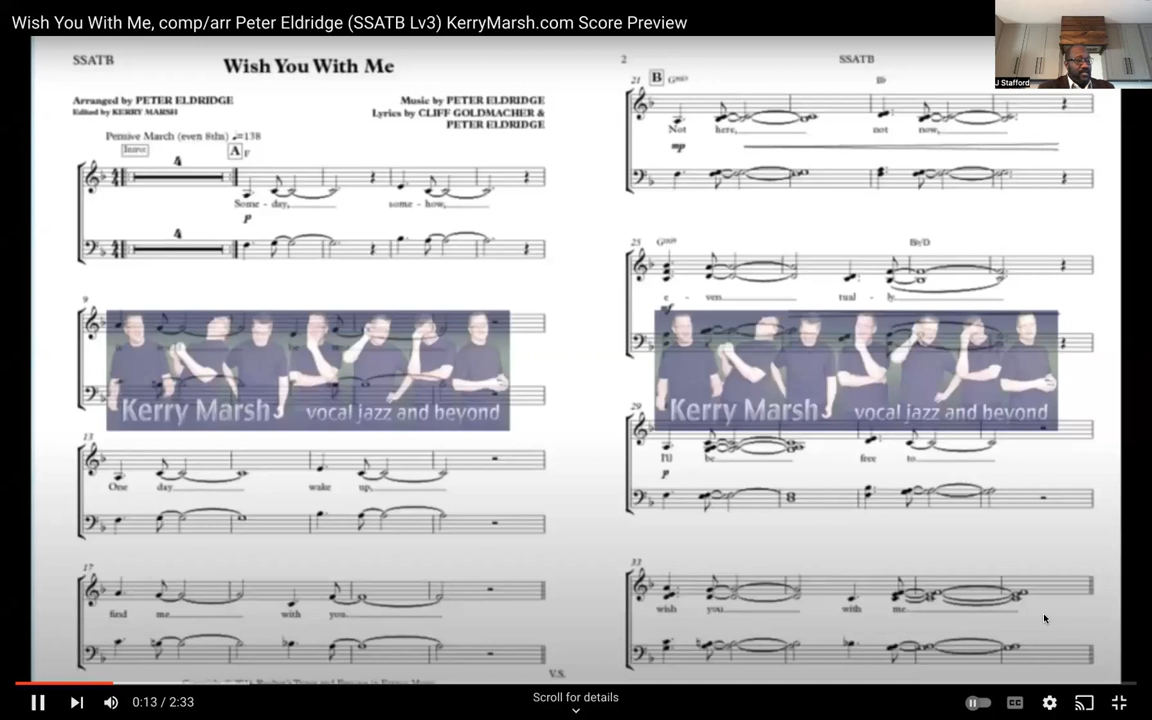 Wish You With Me, comp/arr Peter Eldridge (SSATB Lv3) KerryMarsh.com Score Preview
J Stafford
SSATB
Wish You With Me
Arranged by PETER ELDRIDGE
Edited by KERRY MARSH
Music by PETER ELDRIDGE
Lyrics by CLIFF GOLDMACHER &
PETER ELDRIDGE
Pensive March (even 8ths) ♩=138
Intro
4
A F
Some - day, some - how,
p
4
9
Kerry Marsh vocal jazz and beyond
13
One day wake up,
17
find me with you.
V.S.
2
SSATB
21 B
Not here, not now,
mp
25
B♭/D
e - ven tual - ly
mf
Kerry Marsh vocal jazz and beyond
29
I'll be free to
p
33
wish you with me
0:13 / 2:33
Scroll for details
CC